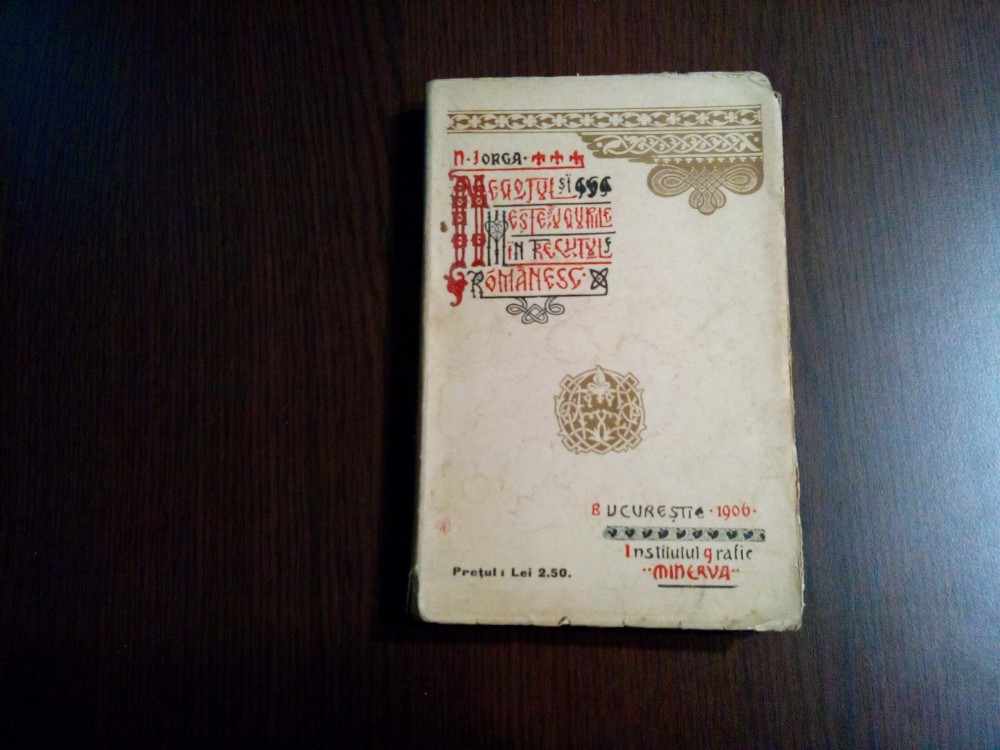 N. Iorga.
Negoţul şi
Meşteşugurile
în Trecutul
Românesc.
Bucureşti · 1906 ·
Institutul Grafic
"MINERVA"
Preţul: Lei 2.50.